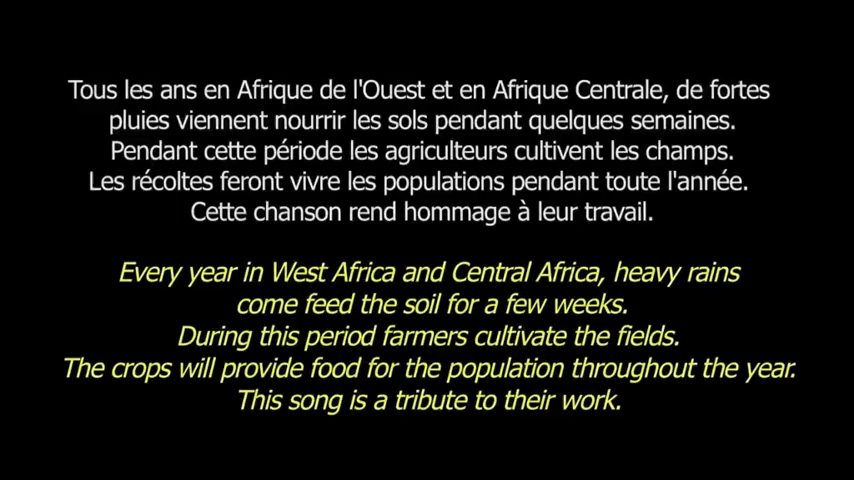 Tous les ans en Afrique de l'Ouest et en Afrique Centrale, de fortes
pluies viennent nourrir les sols pendant quelques semaines.
Pendant cette période les agriculteurs cultivent les champs.
Les récoltes feront vivre les populations pendant toute l'année.
Cette chanson rend hommage à leur travail.
Every year in West Africa and Central Africa, heavy rains
come feed the soil for a few weeks.
During this period farmers cultivate the fields.
The crops will provide food for the population throughout the year.
This song is a tribute to their work.